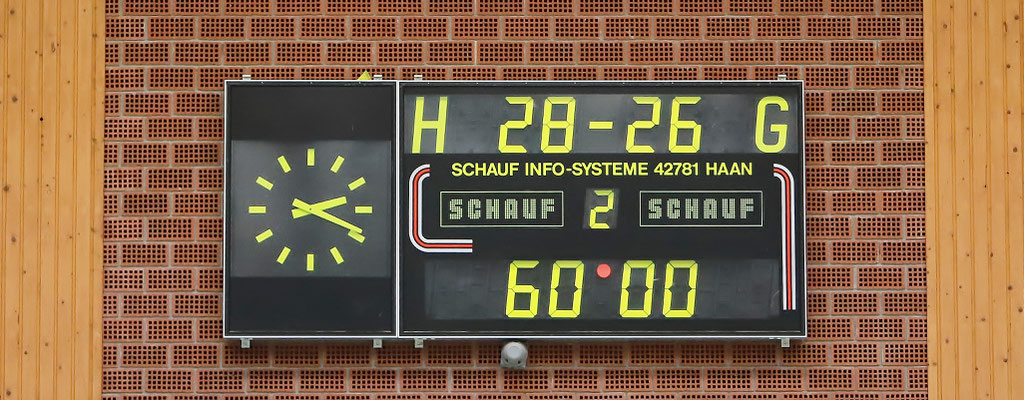 H 28-26 G
SCHAUF INFO-SYSTEME 42781 HAAN
SCHAUF 2 SCHAUF
60:00